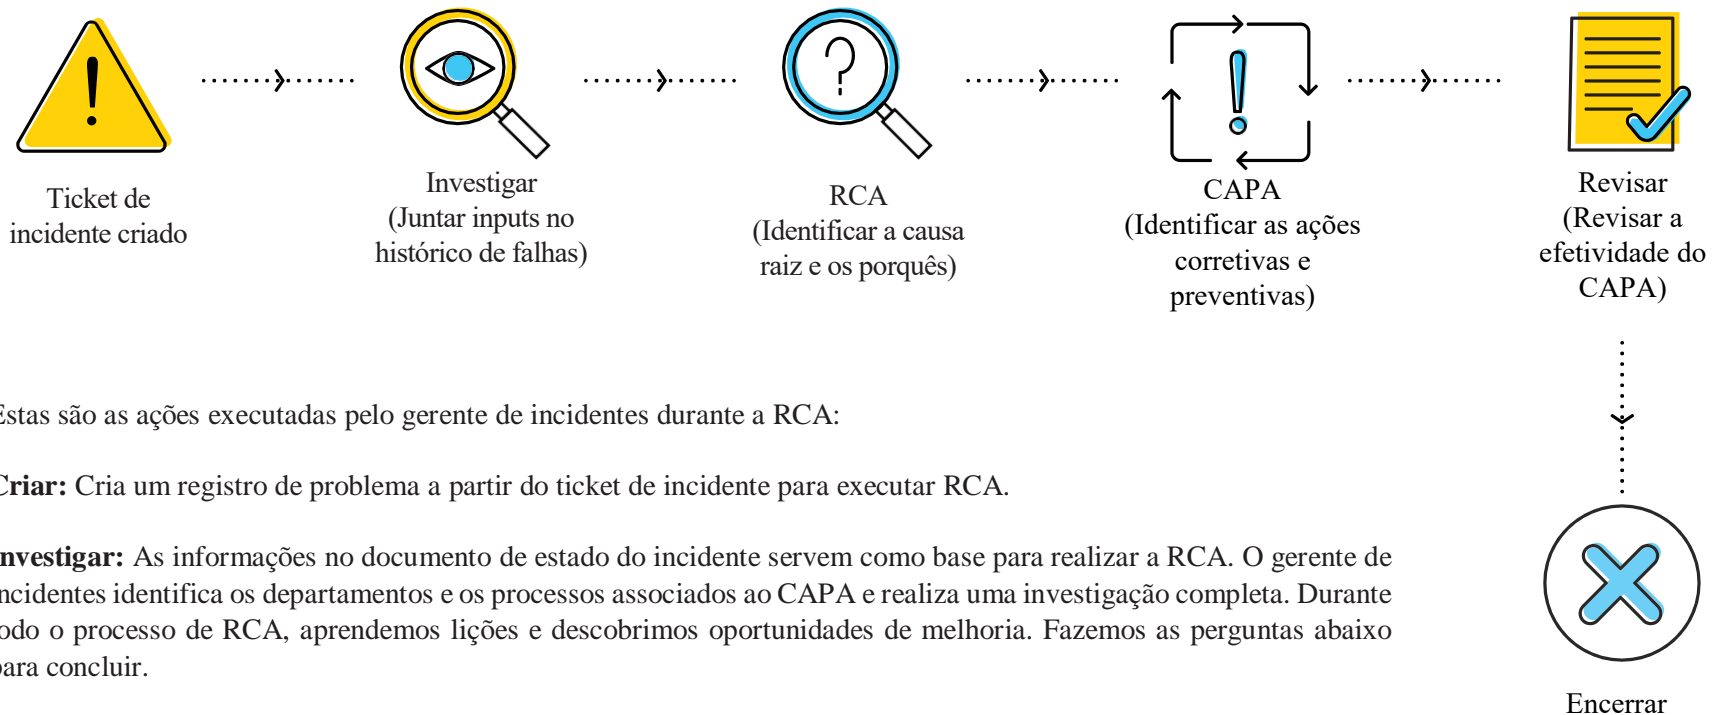 Ticket de
incidente criado
Investigar
(Juntar inputs no
histórico de falhas)
RCA
(Identificar a causa
raiz e os porquês)
CAPA
(Identificar as ações
corretivas e
preventivas)
Revisar
(Revisar a
efetividade do
CAPA)
Estas são as ações executadas pelo gerente de incidentes durante a RCA:
Criar: Cria um registro de problema a partir do ticket de incidente para executar RCA.
Investigar: As informações no documento de estado do incidente servem como base para realizar a RCA. O gerente de
incidentes identifica os departamentos e os processos associados ao CAPA e realiza uma investigação completa. Durante
todo o processo de RCA, aprendemos lições e descobrimos oportunidades de melhoria. Fazemos as perguntas abaixo
para concluir.
Encerrar